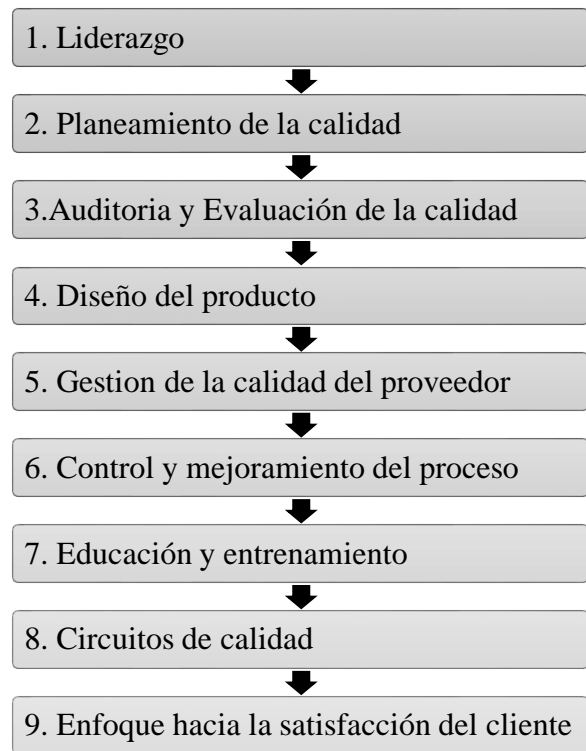 1. Liderazgo
2. Planeamiento de la calidad
3.Auditoria y Evaluación de la calidad
4. Diseño del producto
5. Gestion de la calidad del proveedor
6. Control y mejoramiento del proceso
7. Educación y entrenamiento
8. Circuitos de calidad
9. Enfoque hacia la satisfacción del cliente